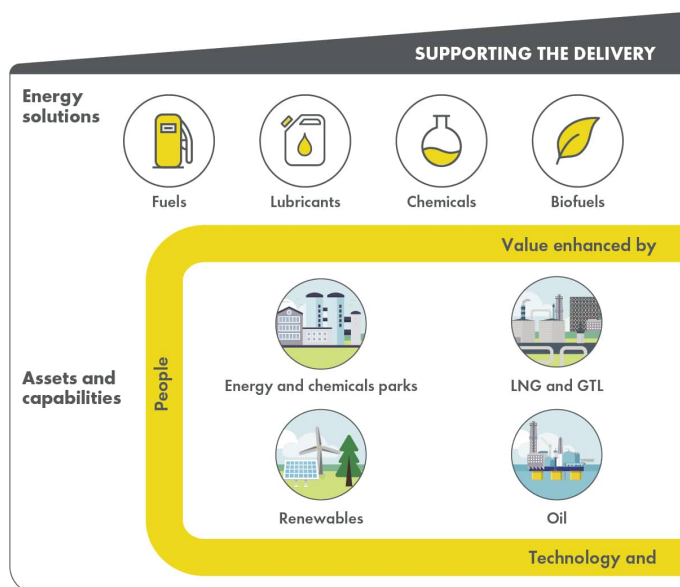 SUPPORTING THE DELIVERY
Energy
solutions
Fuels
Lubricants
Chemicals
Biofuels
Value enhanced by
People
Assets and
capabilities
Energy and chemicals parks
LNG and GTL
Renewables
Oil
Technology and